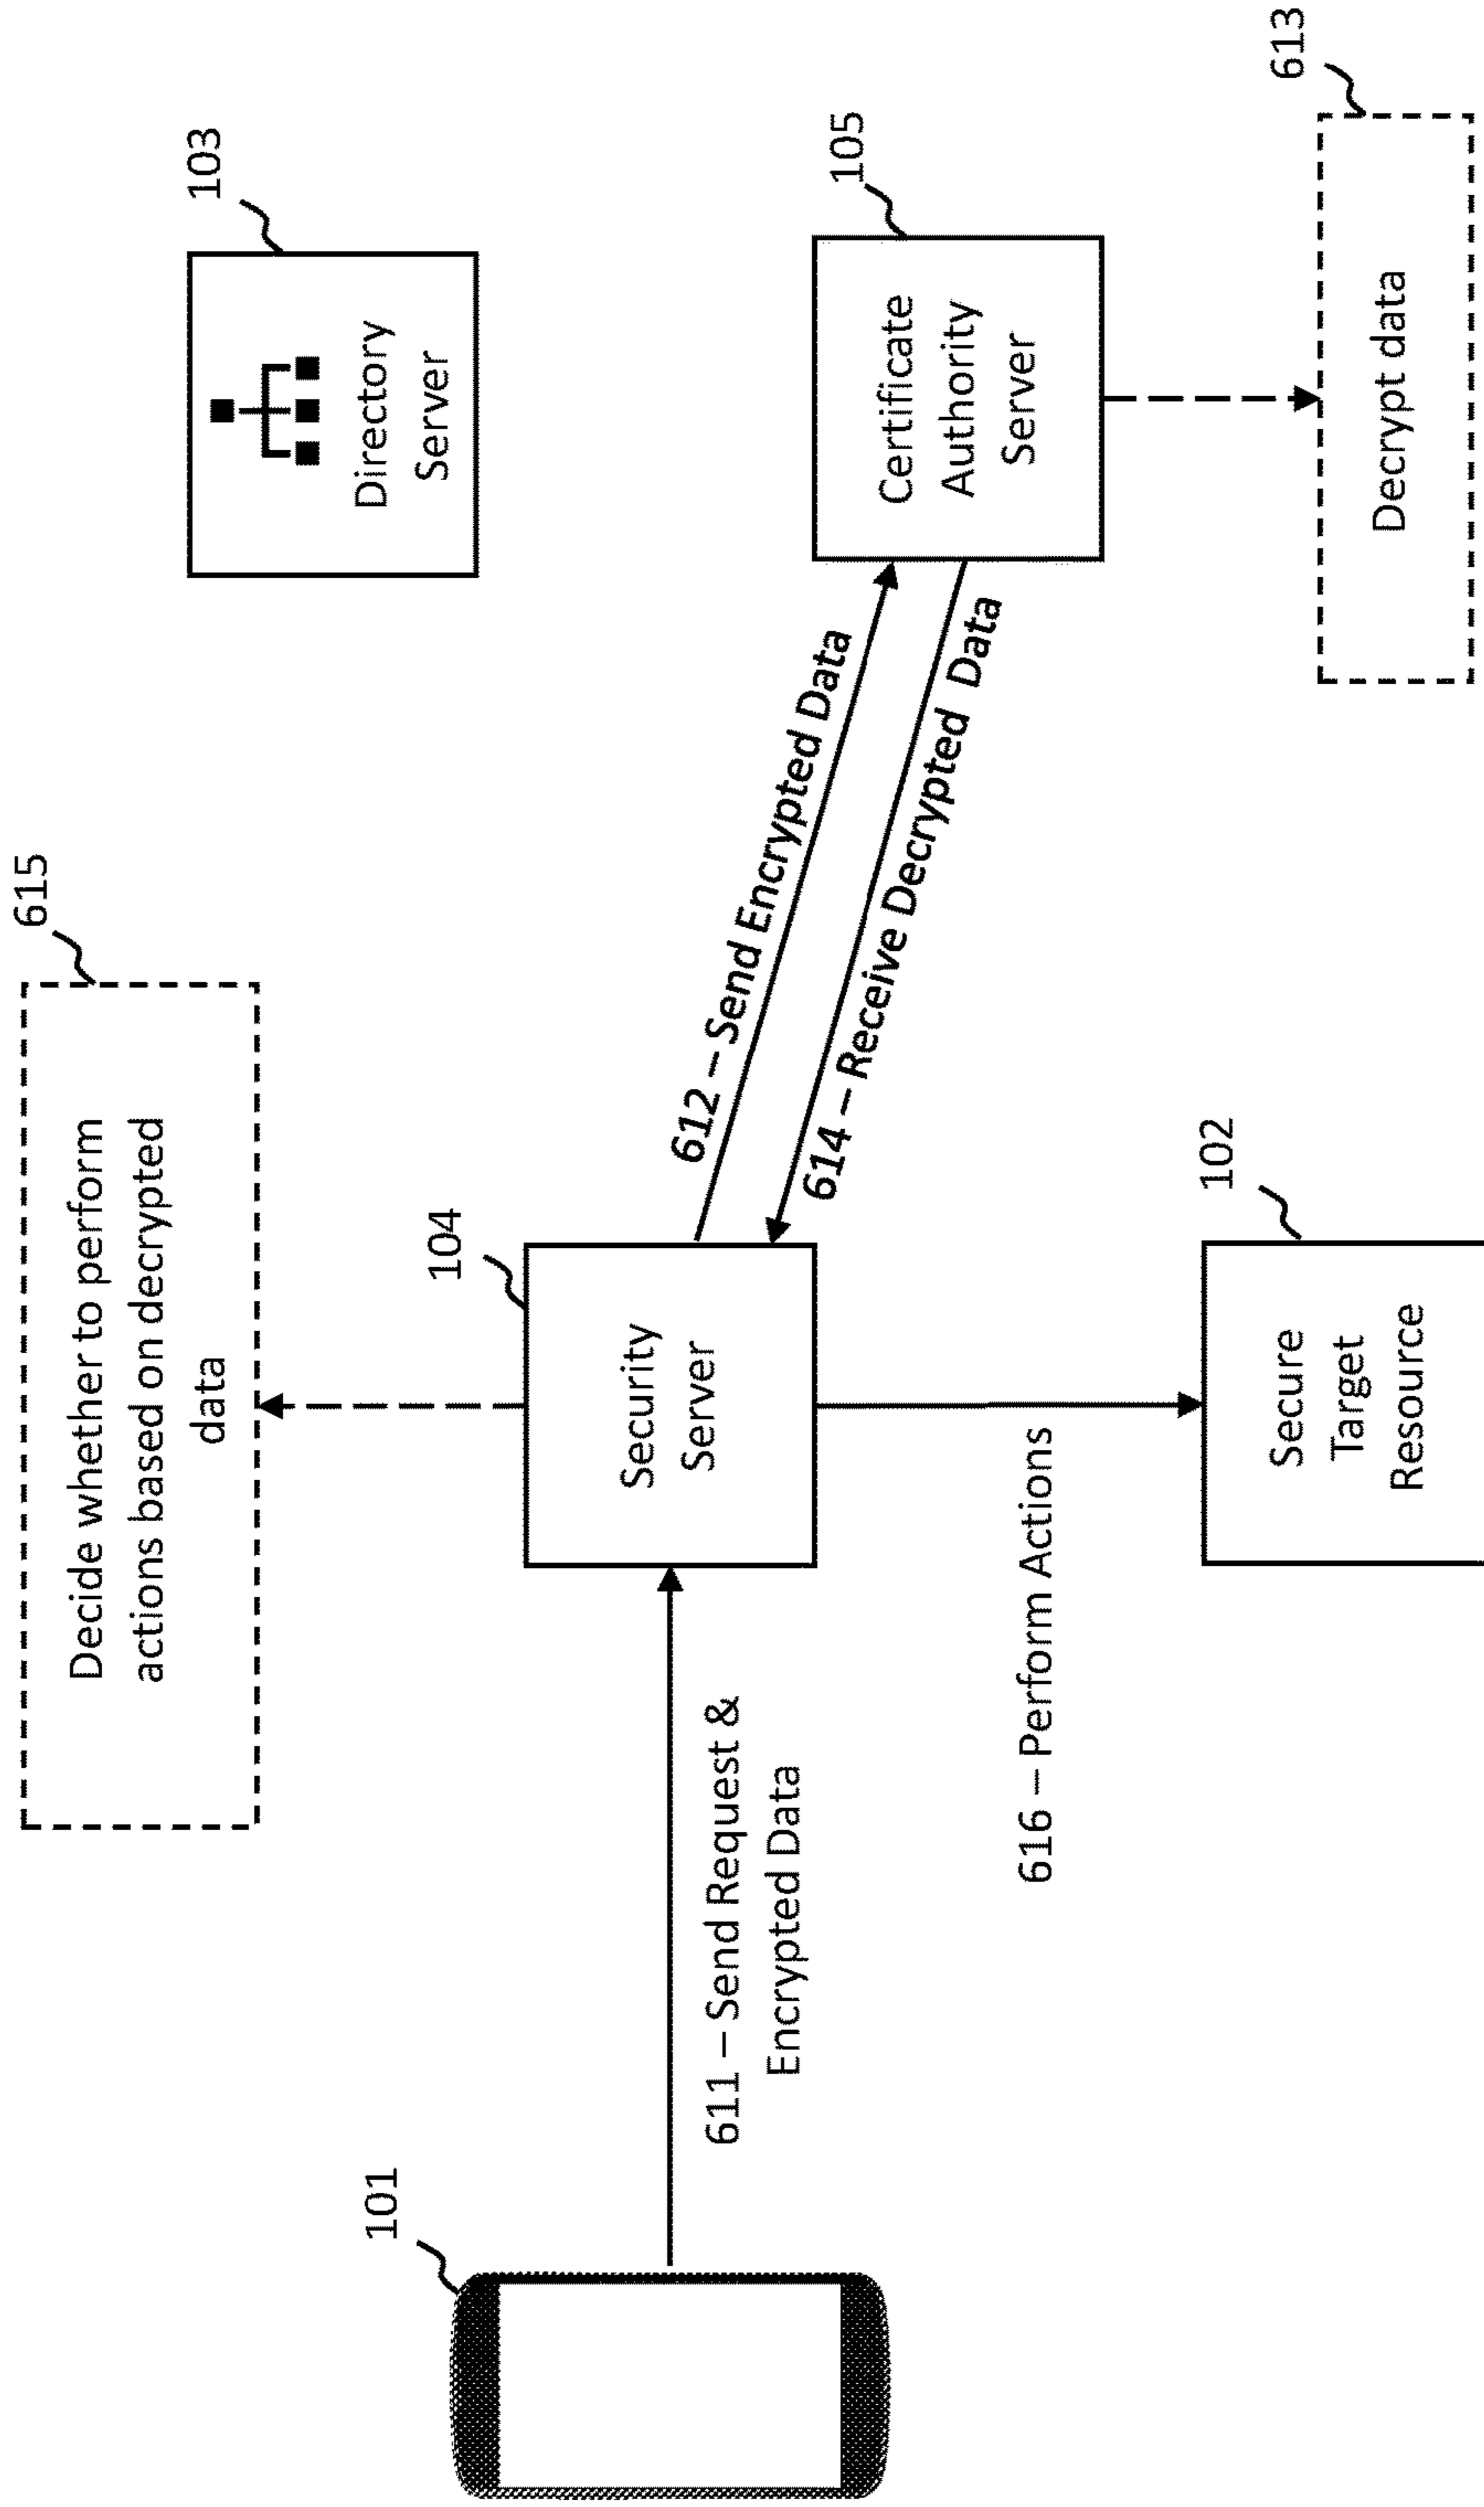 615
Decide whether to perform
actions based on decrypted
data
103
Directory
Server
101
611 – Send Request &
Encrypted Data
104
Security
Server
612 – Send Encrypted Data
614 – Receive Decrypted Data
105
Certificate
Authority
Server
616 – Perform Actions
102
Secure
Target
Resource
613
Decrypt data